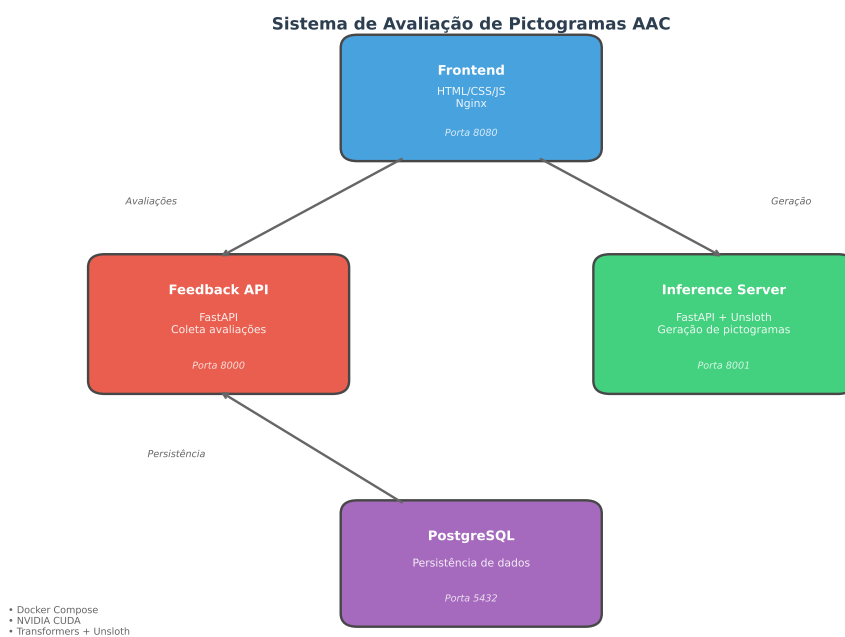 Sistema de Avaliação de Pictogramas AAC
Frontend
HTML/CSS/JS
Nginx
Porta 8080
Avaliações
Geração
Feedback API
FastAPI
Coleta avaliações
Porta 8000
Inference Server
FastAPI + Unsloth
Geração de pictogramas
Porta 8001
Persistência
PostgreSQL
Persistência de dados
Porta 5432
• Docker Compose
• NVIDIA CUDA
• Transformers + Unsloth